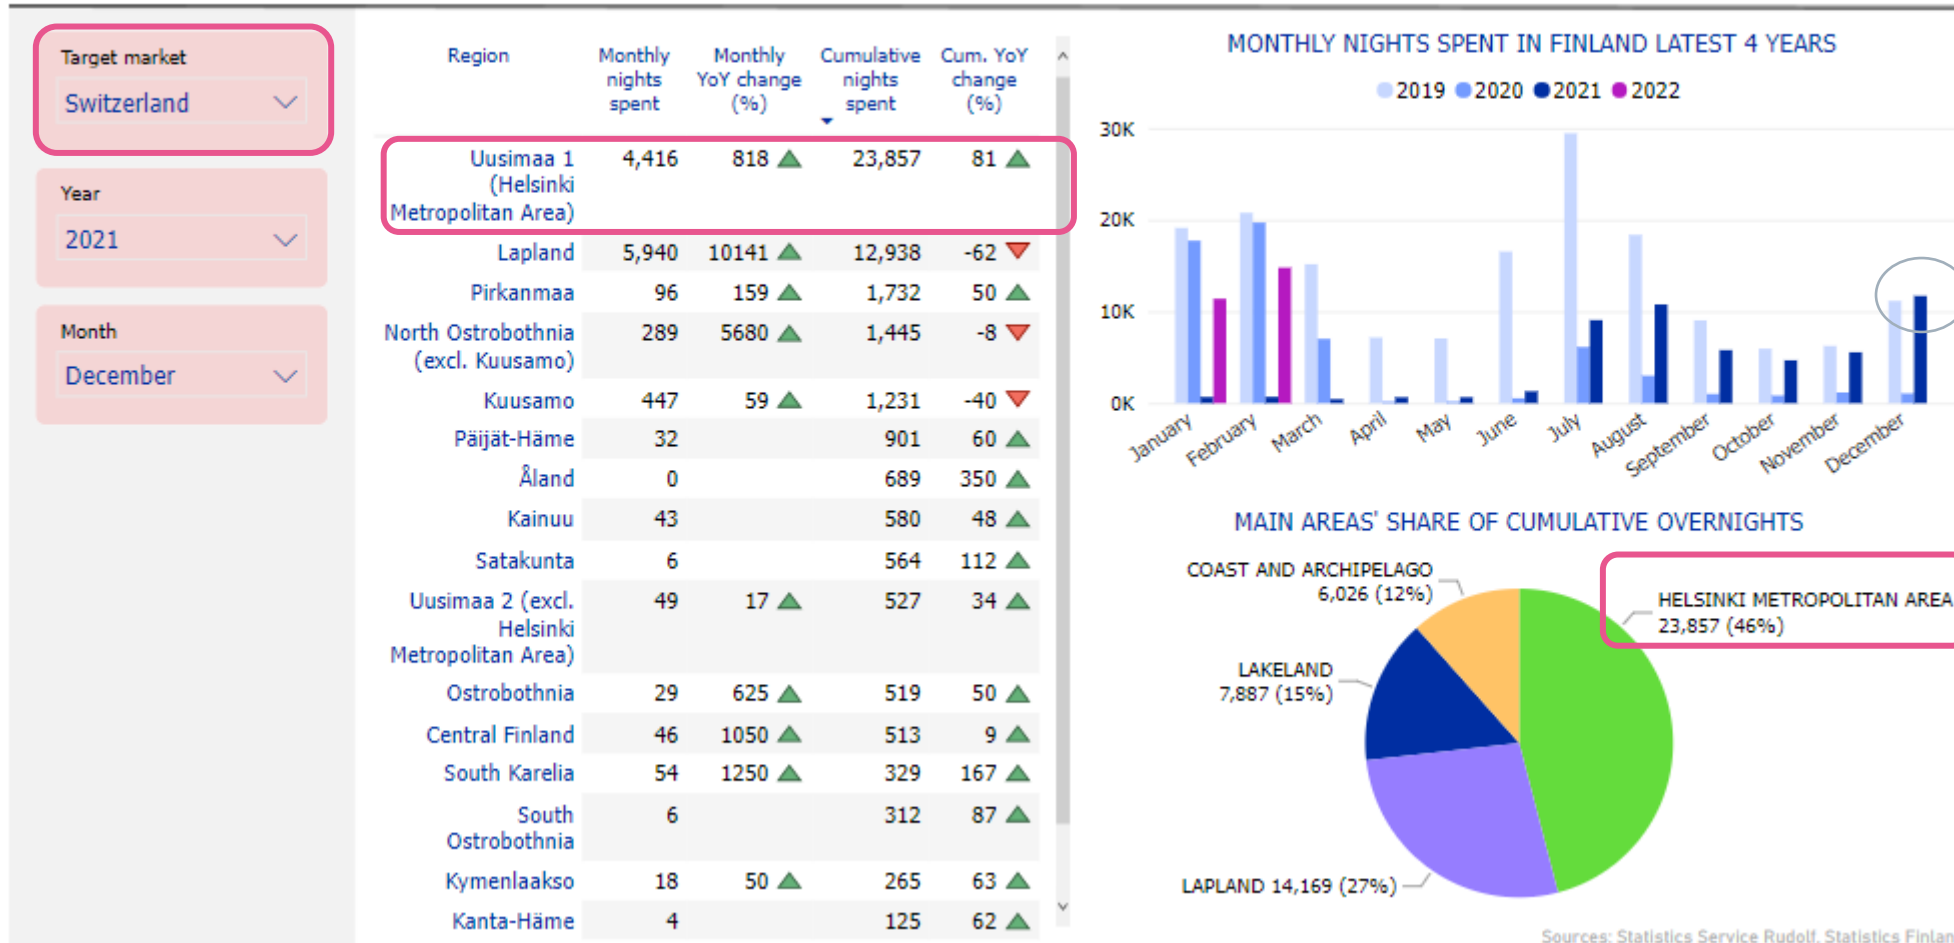 Target market
Switzerland
Year
2021
Month
December
Region
Monthly nights spent
Monthly YoY change (%)
Cumulative nights spent
Cum. YoY change (%)
Uusimaa 1 (Helsinki Metropolitan Area) 4,416 818 23,857 81
Lapland 5,940 10141 12,938 -62
Pirkanmaa 96 159 1,732 50
North Ostrobothnia (excl. Kuusamo) 289 5680 1,445 -8
Kuusamo 447 59 1,231 -40
Päijät-Häme 32 901 60
Åland 0 689 350
Kainuu 43 580 48
Satakunta 6 564 112
Uusimaa 2 (excl. Helsinki Metropolitan Area) 49 17 527 34
Ostrobothnia 29 625 519 50
Central Finland 46 1050 513 9
South Karelia 54 1250 329 167
South Ostrobothnia 6 312 87
Kymenlaakso 18 50 265 63
Kanta-Häme 4 125 62
MONTHLY NIGHTS SPENT IN FINLAND LATEST 4 YEARS
2019 2020 2021 2022
30K
20K
10K
0K
January February March April May June July August September October November December
MAIN AREAS' SHARE OF CUMULATIVE OVERNIGHTS
COAST AND ARCHIPELAGO
6,026 (12%)
HELSINKI METROPOLITAN AREA
23,857 (46%)
LAKELAND
7,887 (15%)
LAPLAND 14,169 (27%)
Sources: Statistics Service Rudolf, Statistics Finlan